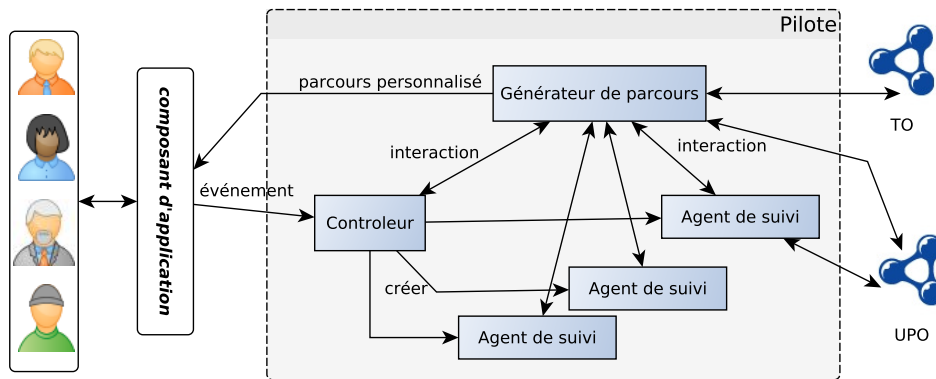 Pilote
parcours personnalisé
Générateur de parcours
TO
composant d'application
interaction
interaction
événement
Controleur
Agent de suivi
créer
Agent de suivi
Agent de suivi
UPO